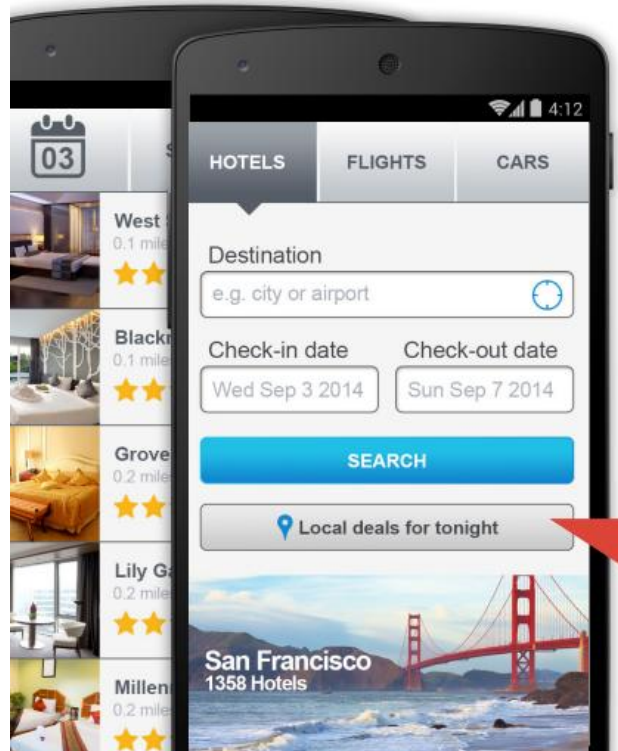 4:12
03
HOTELS FLIGHTS CARS
West
0.1 mile
Destination
e.g. city or airport
0.1 mile
Check-in date Check-out date
Wed Sep 3 2014 Sun Sep 7 2014
Grove
0.2 mile
SEARCH
Local deals for tonight
Lily
0.2 mile
San Francisco
1358 Hotels
0.2 mile